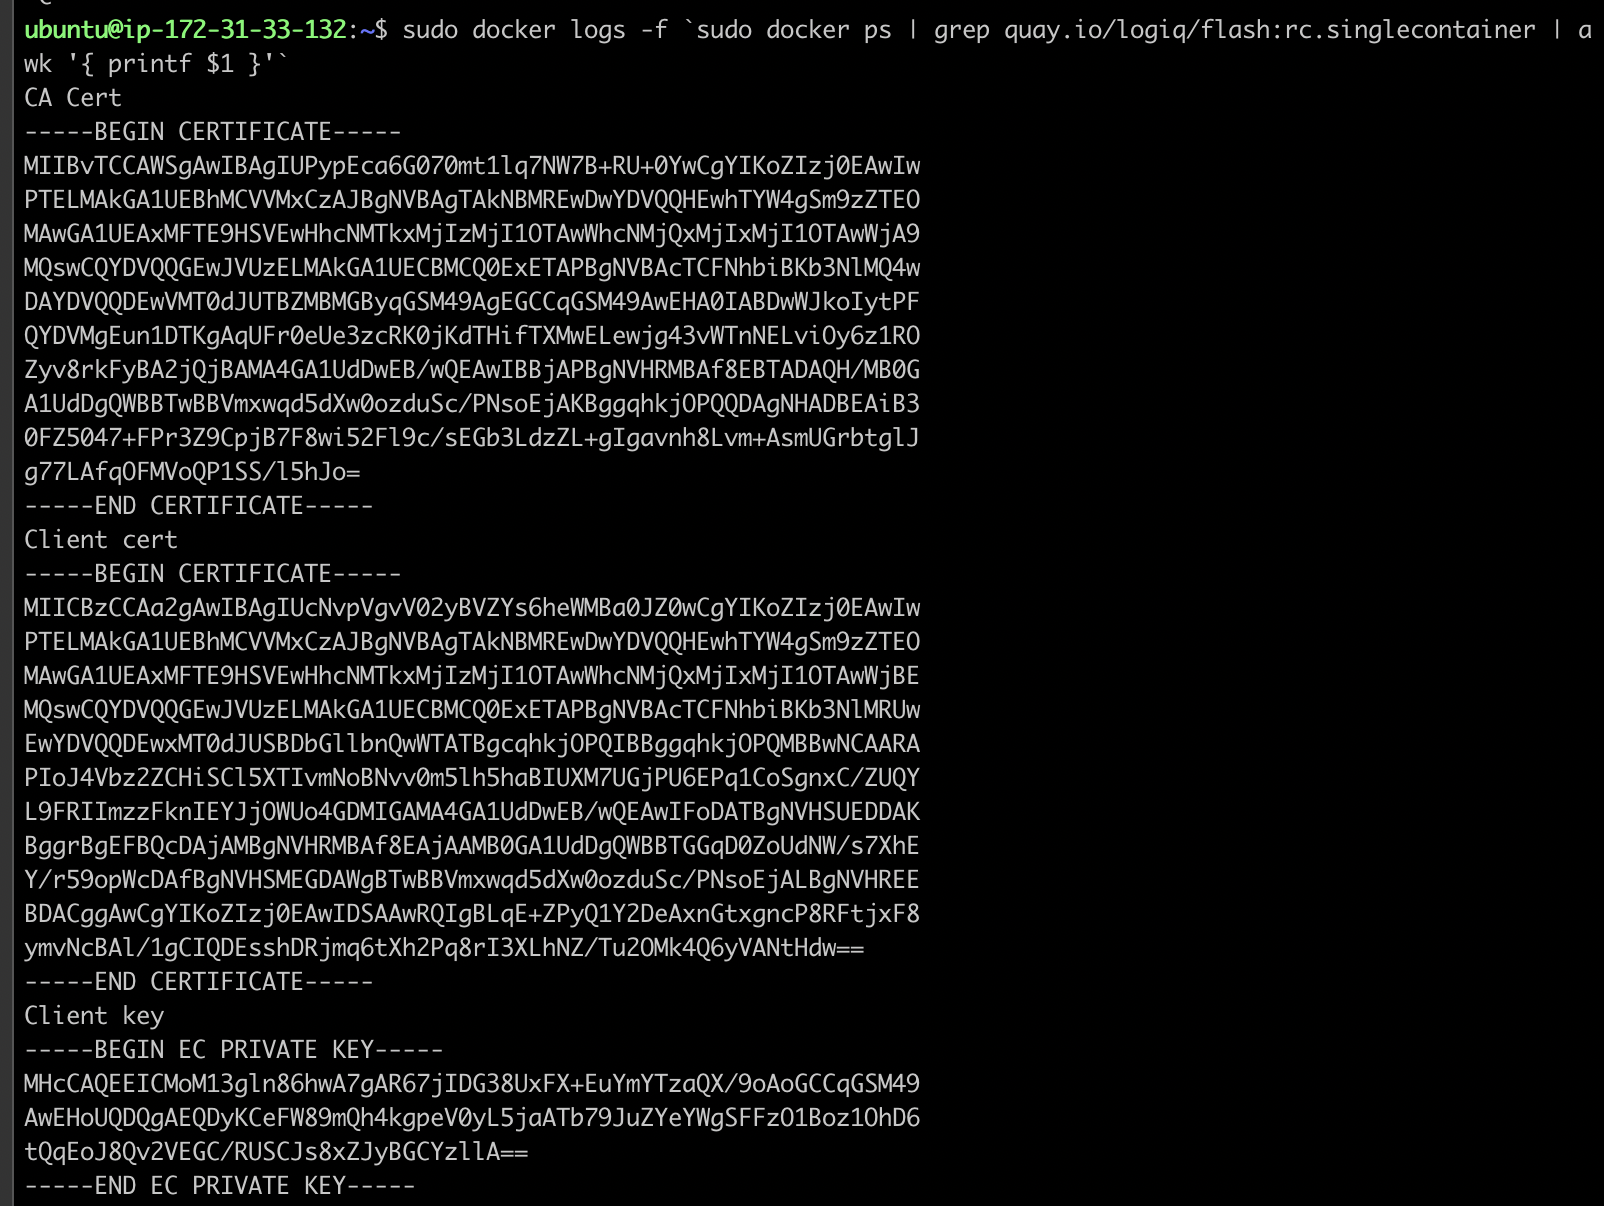 ubuntu@ip-172-31-33-132:~$ sudo docker logs -f `sudo docker ps | grep quay.io/logiq/flash:rc.singlecontainer | a
wk '{ printf $1 }'`
CA Cert
-----BEGIN CERTIFICATE-----
MIIBvTCCAWSgAwIBAgIUPypEca6G070mt1lq7NW7B+RU+0YwCgYIKoZIzj0EAwIw
PTELMAkGA1UEBhMCVVMxCzAJBgNVBAgTAkNBMREwDwYDVQQHEwhTYW4gSm9zZTEO
MAwGA1UEAxMFTE9HSVEwHhcNMTkxMjIzMjI1OTAwWhcNMjQxMjIxMjI1OTAwWjA9
MQswCQYDVQQGEwJVUzELMAkGA1UECBMCQ0ExETAPBgNVBAcTCFNhbiBKb3NlMQ4w
DAYDVQQDEwVMT0dJUTBZMBMGByqGSM49AgEGCCqGSM49AwEHA0IABDwWJkoIytPF
QYDVMgEun1DTKgAqUFr0eUe3zcRK0jKdTHifTXMwELewjg43vWTnNELviOy6z1RO
Zyv8rkFyBA2jQjBAMA4GA1UdDwEB/wQEAwIBBjAPBgNVHRMBAf8EBTADAQH/MB0G
A1UdDgQWBBTwBBVmxwqd5dXw0ozduSc/PNsoEjAKBggqhkjOPQQDAgNHADBEAiB3
0FZ5047+FPr3Z9CpjB7F8wi52Fl9c/sEGb3LdzZL+gIgavnh8Lvm+AsmUGrbtglJ
g77LAfqOFMVoQP1SS/l5hJo=
-----END CERTIFICATE-----
Client cert
-----BEGIN CERTIFICATE-----
MIICBzCCAa2gAwIBAgIUcNvpVgvV02yBVZYs6heWMBa0JZ0wCgYIKoZIzj0EAwIw
PTELMAkGA1UEBhMCVVMxCzAJBgNVBAgTAkNBMREwDwYDVQQHEwhTYW4gSm9zZTEO
MAwGA1UEAxMFTE9HSVEwHhcNMTkxMjIzMjI1OTAwWhcNMjQxMjIxMjI1OTAwWjBE
MQswCQYDVQQGEwJVUzELMAkGA1UECBMCQ0ExETAPBgNVBAcTCFNhbiBKb3NlMRUw
EwYDVQQDEwxMT0dJUSBDbGllbnQwWTATBgcqhkjOPQIBBggqhkjOPQMBBwNCAARA
PIoJ4Vbz2ZCHiSCl5XTIvmNoBNvv0m5lh5haBIUXM7UGjPU6EPq1CoSgnxC/ZUQY
L9FRIImzzFknIEYJjOWUo4GDMIGAMA4GA1UdDwEB/wQEAwIFoDATBgNVHSUEDDAK
BggrBgEFBQcDAjAMBgNVHRMBAf8EAjAAMB0GA1UdDgQWBBTGGqD0ZoUdNW/s7XhE
Y/r59opWcDAfBgNVHSMEGDAWgBTwBBVmxwqd5dXw0ozduSc/PNsoEjALBgNVHREE
BDACggAwCgYIKoZIzj0EAwIDSAAwRQIgBLqE+ZPyQ1Y2DeAxnGtxgncP8RFtjxF8
ymvNcBAl/1gCIQDEsshDRjmq6tXh2Pq8rI3XLhNZ/Tu2OMk4Q6yVANtHdw==
-----END CERTIFICATE-----
Client key
-----BEGIN EC PRIVATE KEY-----
MHcCAQEEICMoM13gln86hwA7gAR67jIDG38UxFX+EuYmYTzaQX/9oAoGCCqGSM49
AwEHoUQDQgAEQDyKCeFW89mQh4kgpeV0yL5jaATb79JuZYeYWgSFFzO1Boz1OhD6
tQqEoJ8Qv2VEGC/RUSCJs8xZJyBGCYzllA==
-----END EC PRIVATE KEY-----